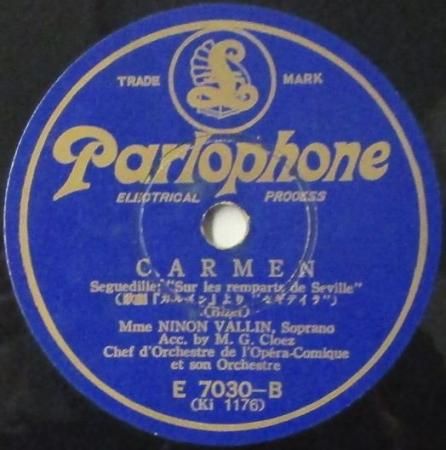 TRADE MARK
Parlophone
ELECTRICAL PROCESS
CARMEN
Seguedille: "Sur les remparts de Seville"
(歌劇『カルメン』より "セギディラ")
(Bizet)
Mme NINON VALLIN, Soprano
Acc. by M. G. Cloez
Chef d'Orchestre de l'Opéra-Comique
et son Orchestre
E 7030-B
(Ki 1176)